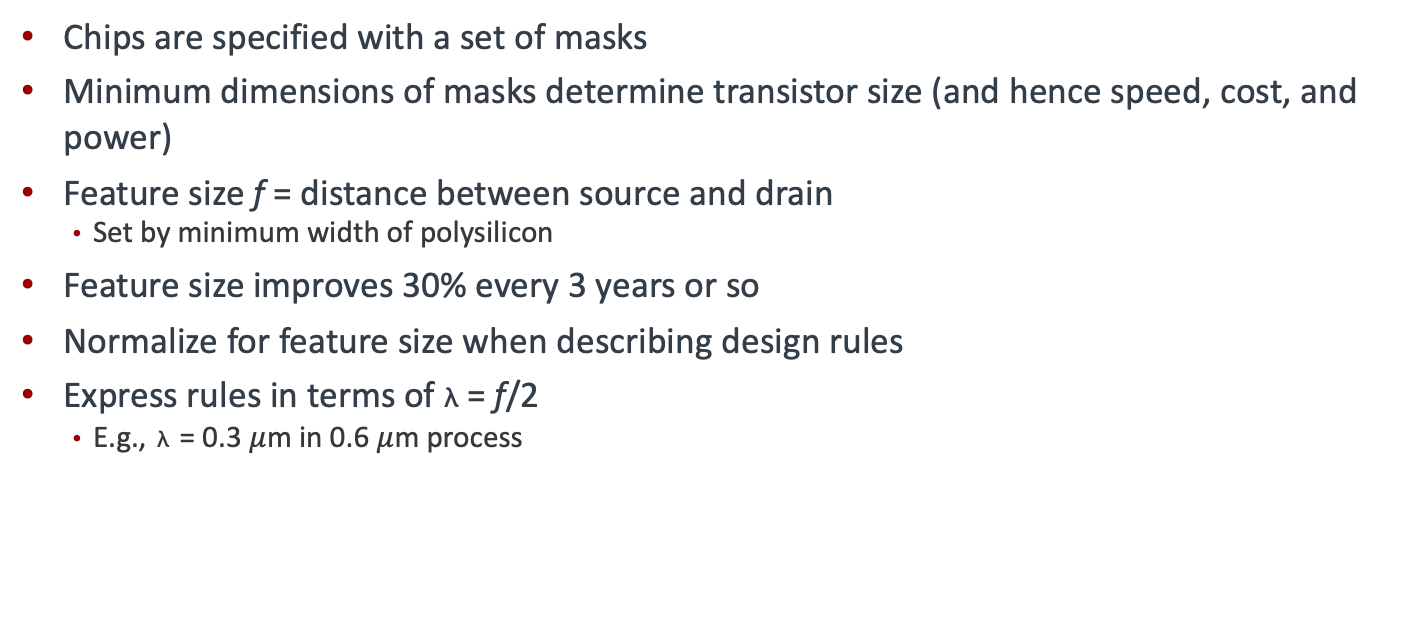 • Chips are specified with a set of masks
• Minimum dimensions of masks determine transistor size (and hence speed, cost, and
power)
• Feature size f = distance between source and drain
• Set by minimum width of polysilicon
• Feature size improves 30% every 3 years or so
• Normalize for feature size when describing design rules
• Express rules in terms of λ = f/2
• E.g., λ = 0.3 μm in 0.6 μm process